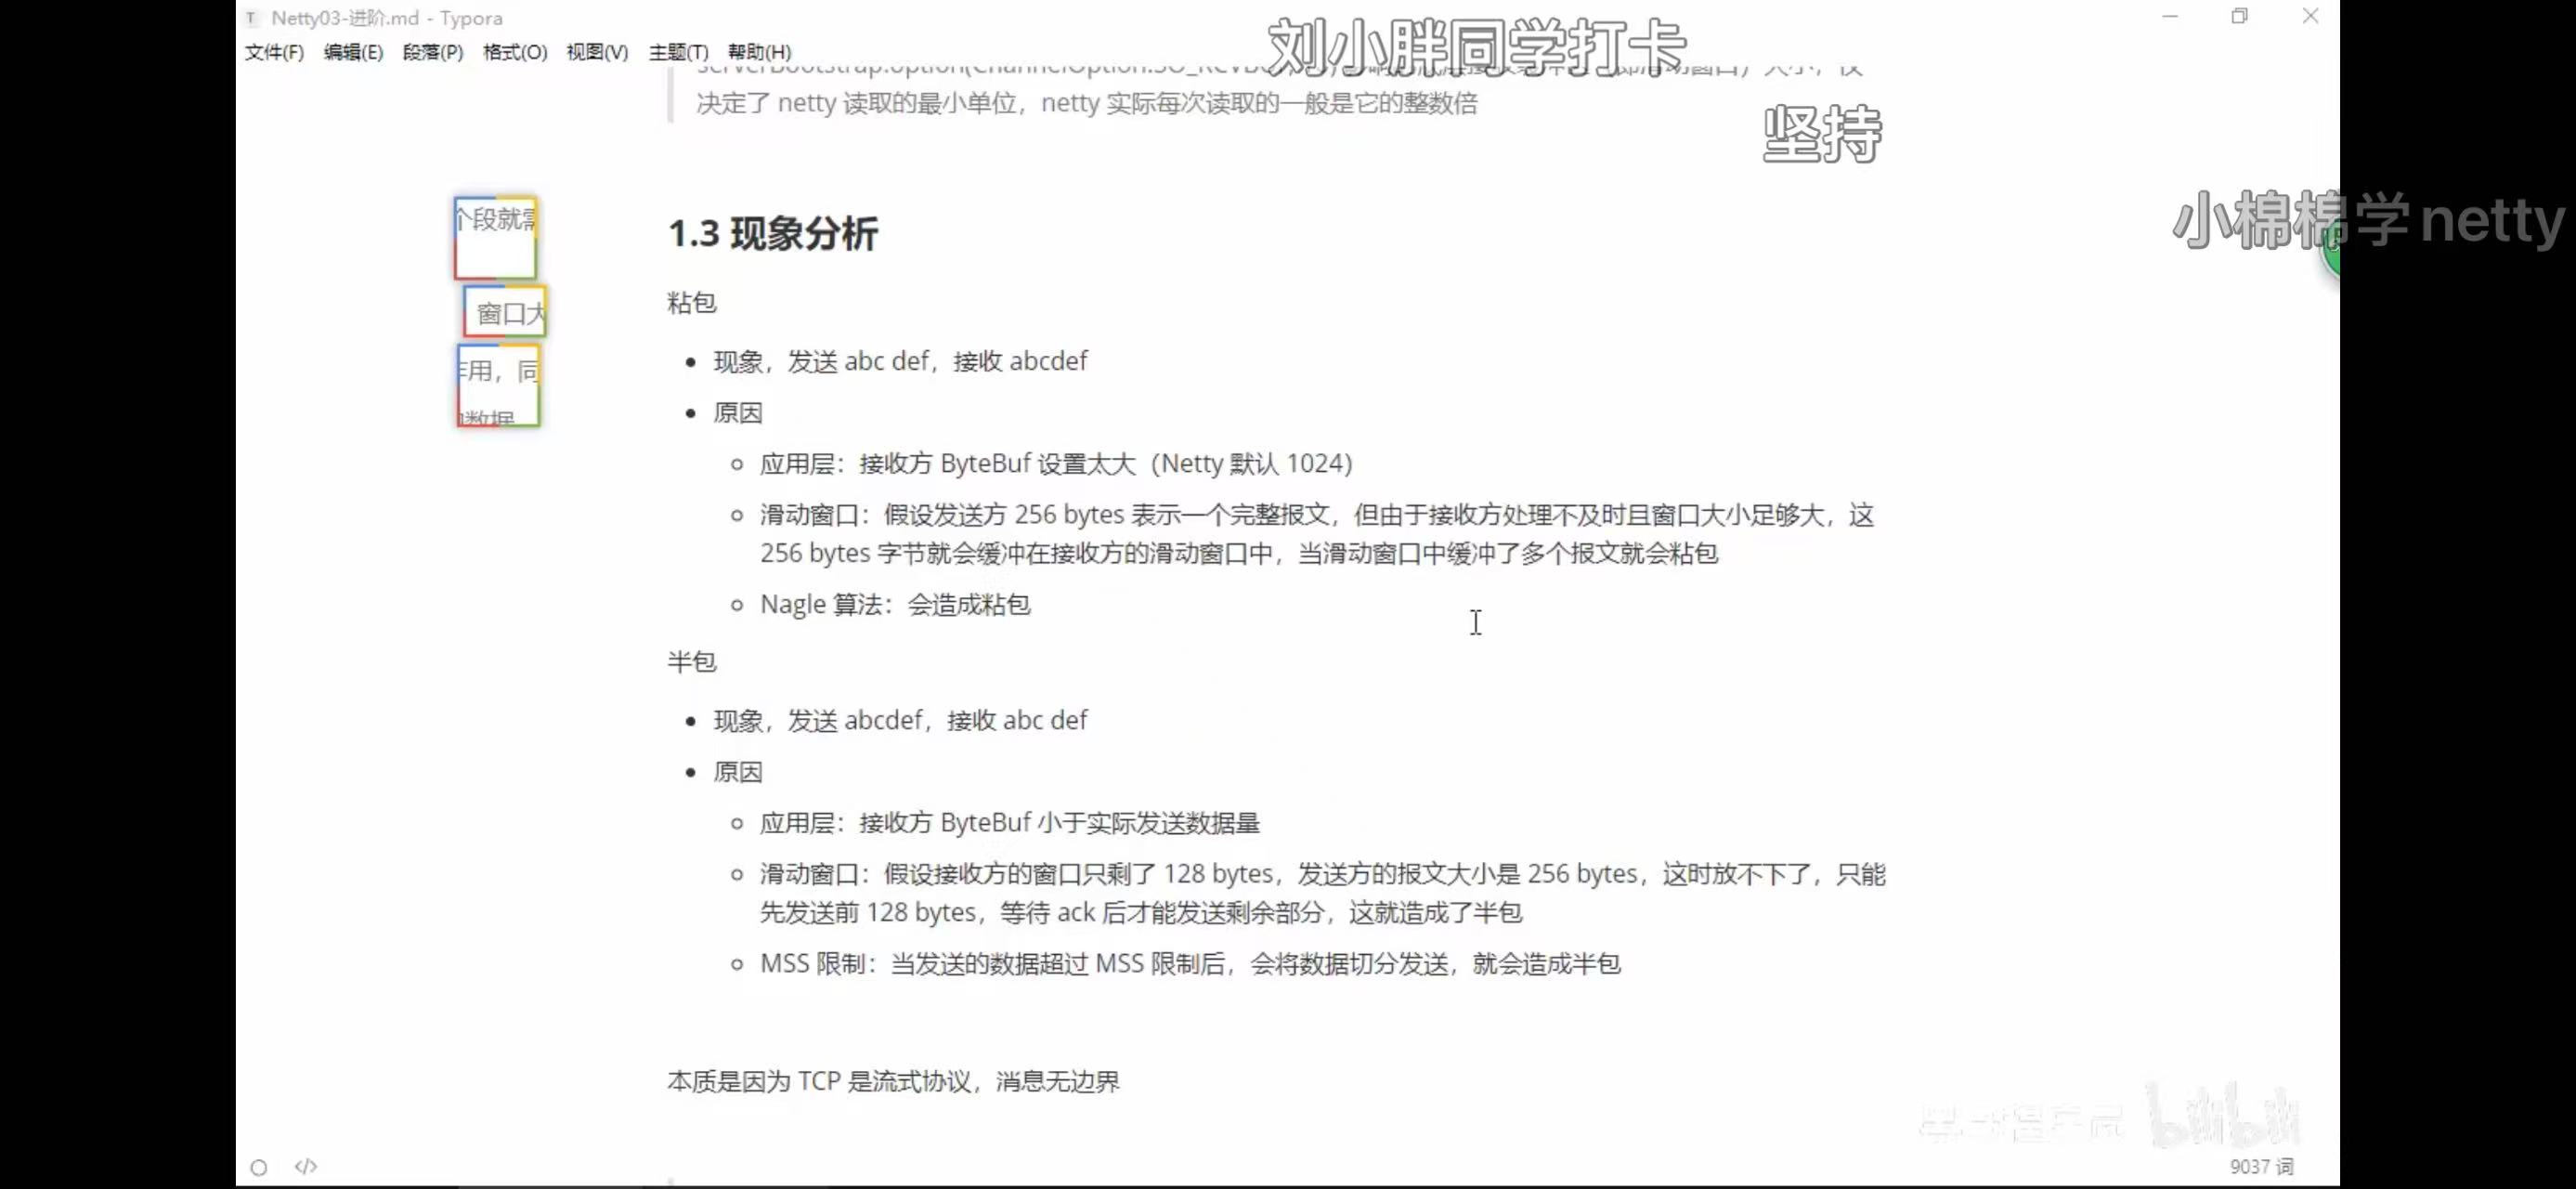 Netty03-进阶.md - Typora
刘小胖同学打卡
文件(F) 编辑(E) 段落(P) 格式(O) 视图(V) 主题(T) 帮助(H)
决定了 netty 读取的最小单位，netty 实际每次读取的一般是它的整数倍
坚持
小棉棉学netty
个段就需
窗口大
用，同
数据
1.3 现象分析
粘包
现象，发送 abc def，接收 abcdef
原因
应用层：接收方 ByteBuf 设置太大（Netty 默认 1024）
滑动窗口：假设发送方 256 bytes 表示一个完整报文，但由于接收方处理不及时且窗口大小足够大，这
256 bytes 字节就会缓冲在接收方的滑动窗口中，当滑动窗口中缓冲了多个报文就会粘包
Nagle 算法：会造成粘包
半包
现象，发送 abcdef，接收 abc def
原因
应用层：接收方 ByteBuf 小于实际发送数据量
滑动窗口：假设接收方的窗口只剩了 128 bytes，发送方的报文大小是 256 bytes，这时放不下了，只能
先发送前 128 bytes，等待 ack 后才能发送剩余部分，这就造成了半包
MSS 限制：当发送的数据超过 MSS 限制后，会将数据切分发送，就会造成半包
本质是因为 TCP 是流式协议，消息无边界
bilibili
9037 词